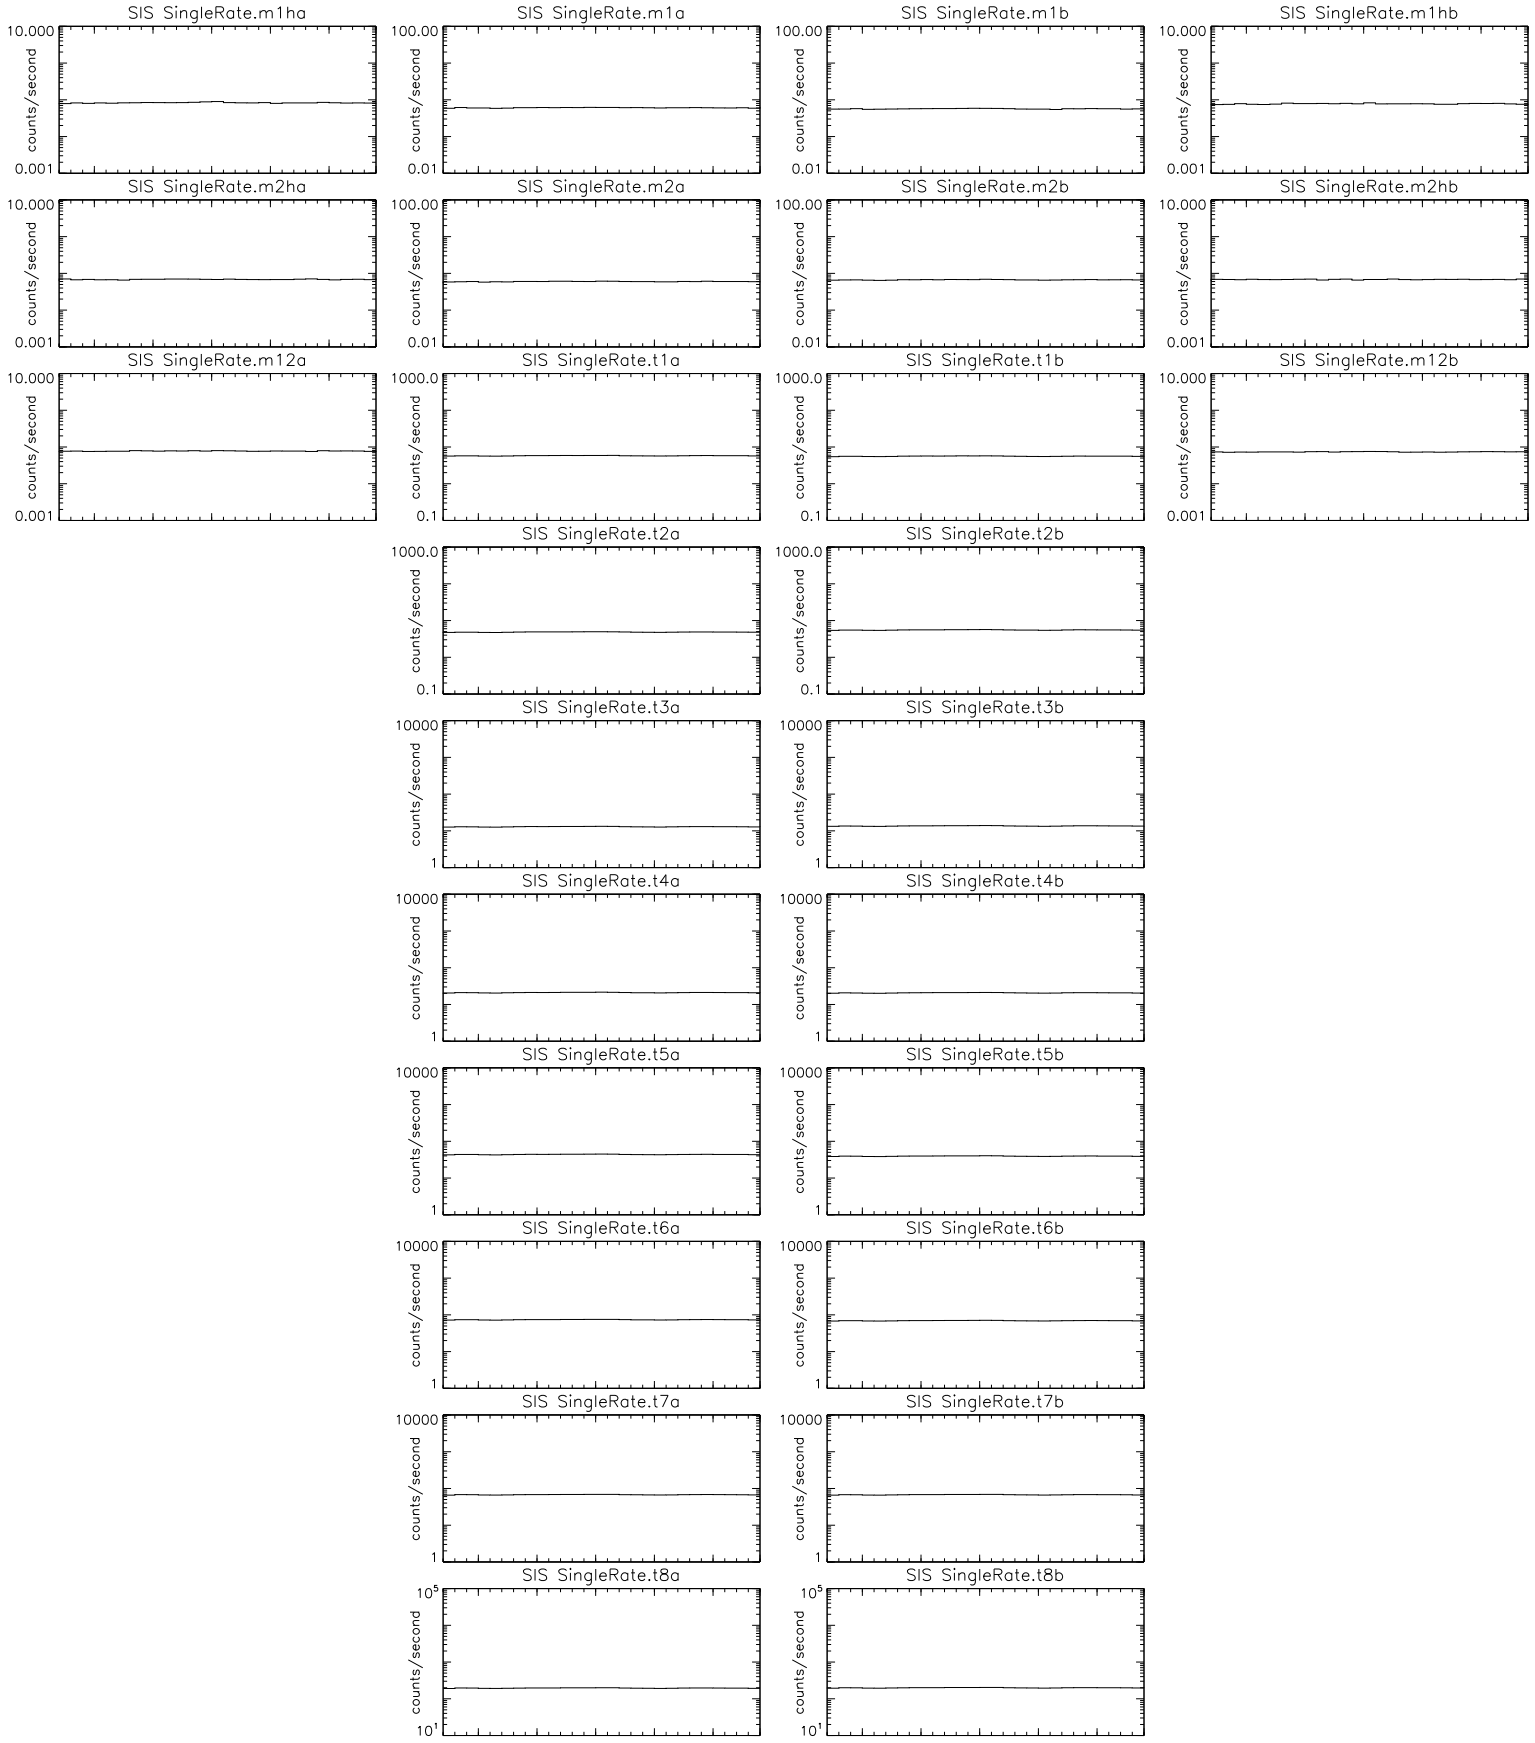 SIS SingleRate.m1ha
10.000
counts/second
0.001
SIS SingleRate.m1a
100.00
counts/second
0.01
SIS SingleRate.m1b
100.00
counts/second
0.01
SIS SingleRate.m1hb
10.000
counts/second
0.001
SIS SingleRate.m2ha
10.000
counts/second
0.001
SIS SingleRate.m2a
100.00
counts/second
0.01
SIS SingleRate.m2b
100.00
counts/second
0.01
SIS SingleRate.m2hb
10.000
counts/second
0.001
SIS SingleRate.m12a
10.000
counts/second
0.001
SIS SingleRate.t1a
1000.0
counts/second
0.1
SIS SingleRate.t1b
1000.0
counts/second
0.1
SIS SingleRate.m12b
10.000
counts/second
0.001
SIS SingleRate.t2a
1000.0
counts/second
0.1
SIS SingleRate.t2b
1000.0
counts/second
0.1
SIS SingleRate.t3a
10000
counts/second
1
SIS SingleRate.t3b
10000
counts/second
1
SIS SingleRate.t4a
10000
counts/second
1
SIS SingleRate.t4b
10000
counts/second
1
SIS SingleRate.t5a
10000
counts/second
1
SIS SingleRate.t5b
10000
counts/second
1
SIS SingleRate.t6a
10000
counts/second
1
SIS SingleRate.t6b
10000
counts/second
1
SIS SingleRate.t7a
10000
counts/second
1
SIS SingleRate.t7b
10000
counts/second
1
SIS SingleRate.t8a
10⁵
counts/second
10¹
SIS SingleRate.t8b
10⁵
counts/second
10¹